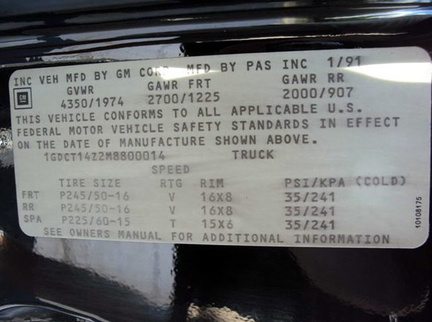 INC VEH MFD BY GM CORP MFD BY PAS INC 1/91
GM GVWR GAWR FRT GAWR RR
4350/1974 2700/1225 2000/907
THIS VEHICLE CONFORMS TO ALL APPLICABLE U.S.
FEDERAL MOTOR VEHICLE SAFETY STANDARDS IN EFFECT
ON THE DATE OF MANUFACTURE SHOWN ABOVE.
1GDCT14Z2M8800014 TRUCK
SPEED
TIRE SIZE RTG RIM PSI/KPA (COLD)
FRT P245/50-16 V 16X8 35/241
RR P245/50-16 V 16X8 35/241
SPA P225/60-15 T 15X6 35/241
SEE OWNERS MANUAL FOR ADDITIONAL INFORMATION
10108175